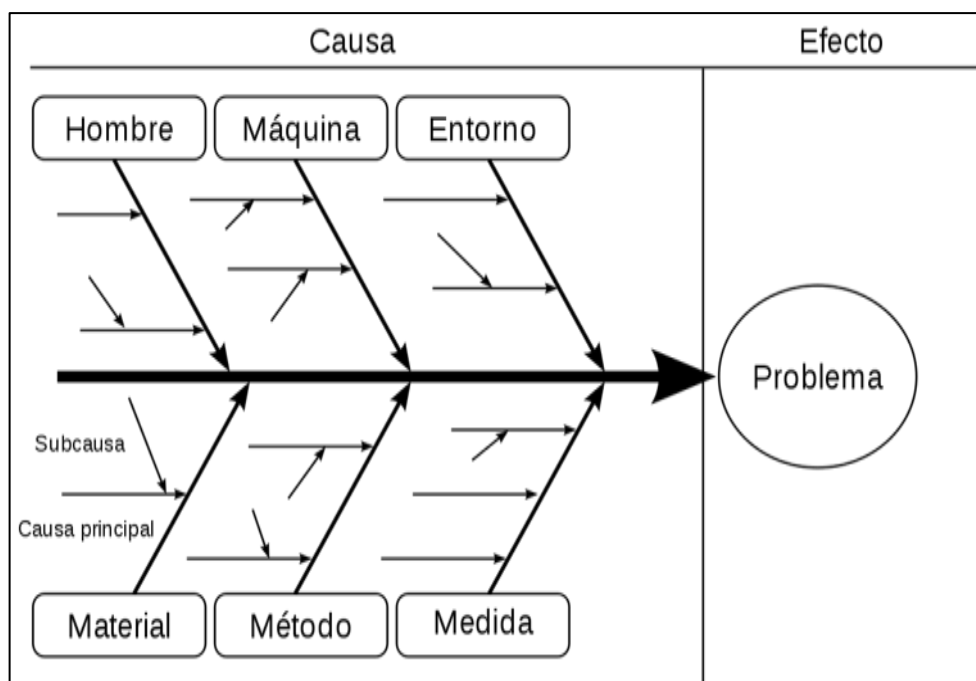 Causa
Efecto
Hombre
Máquina
Entorno
Problema
Subcausa
Causa principal
Material
Método
Medida